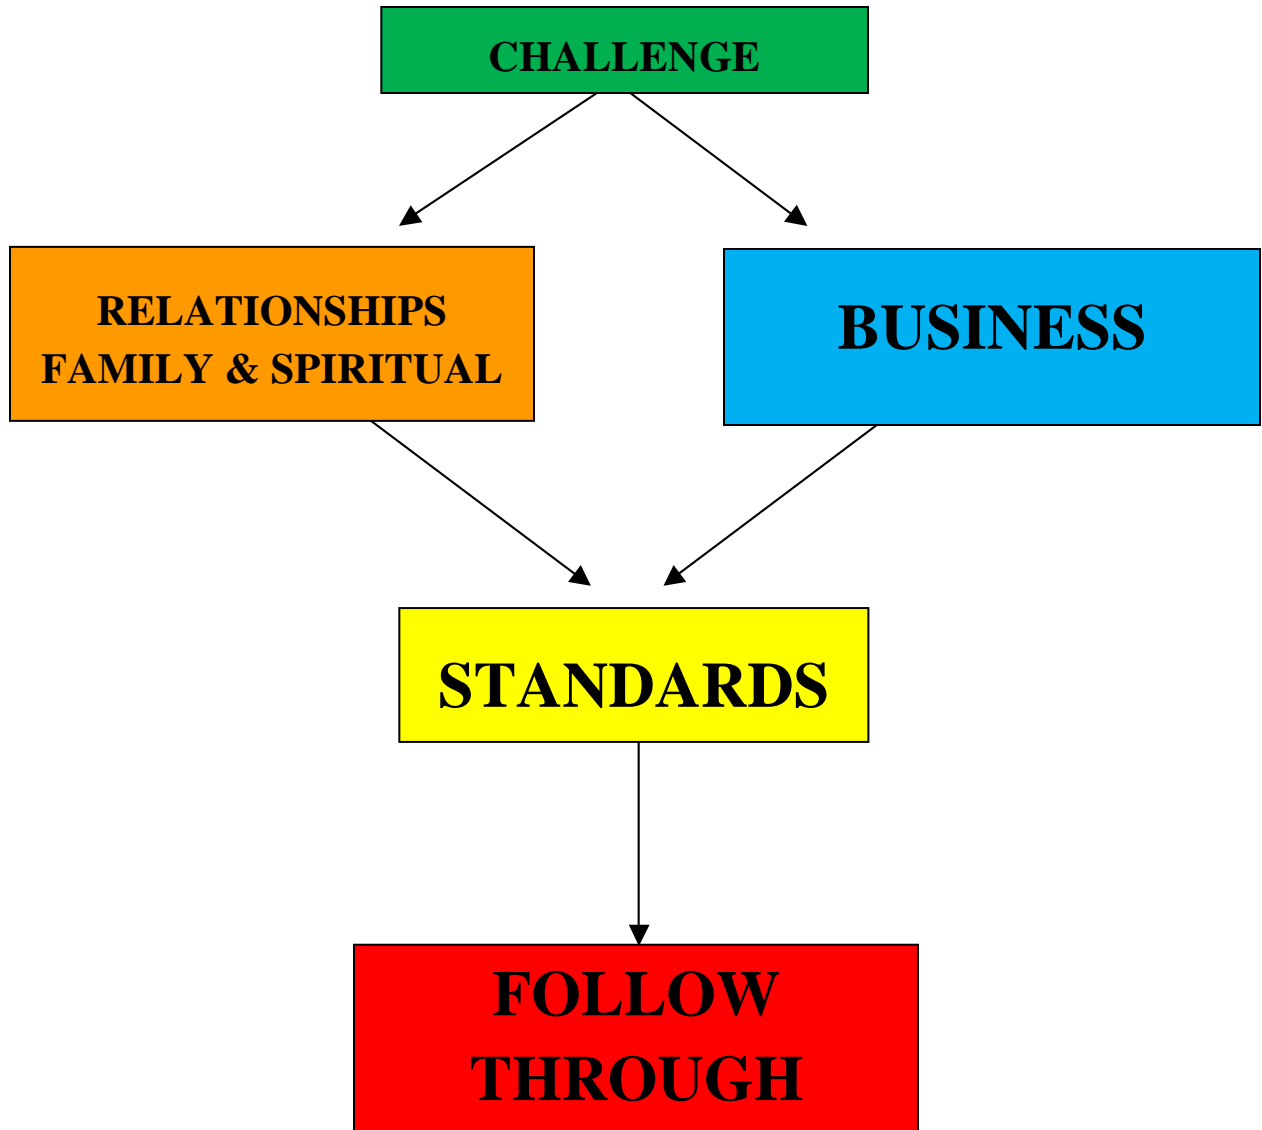 CHALLENGE
RELATIONSHIPS
FAMILY & SPIRITUAL
BUSINESS
STANDARDS
FOLLOW
THROUGH